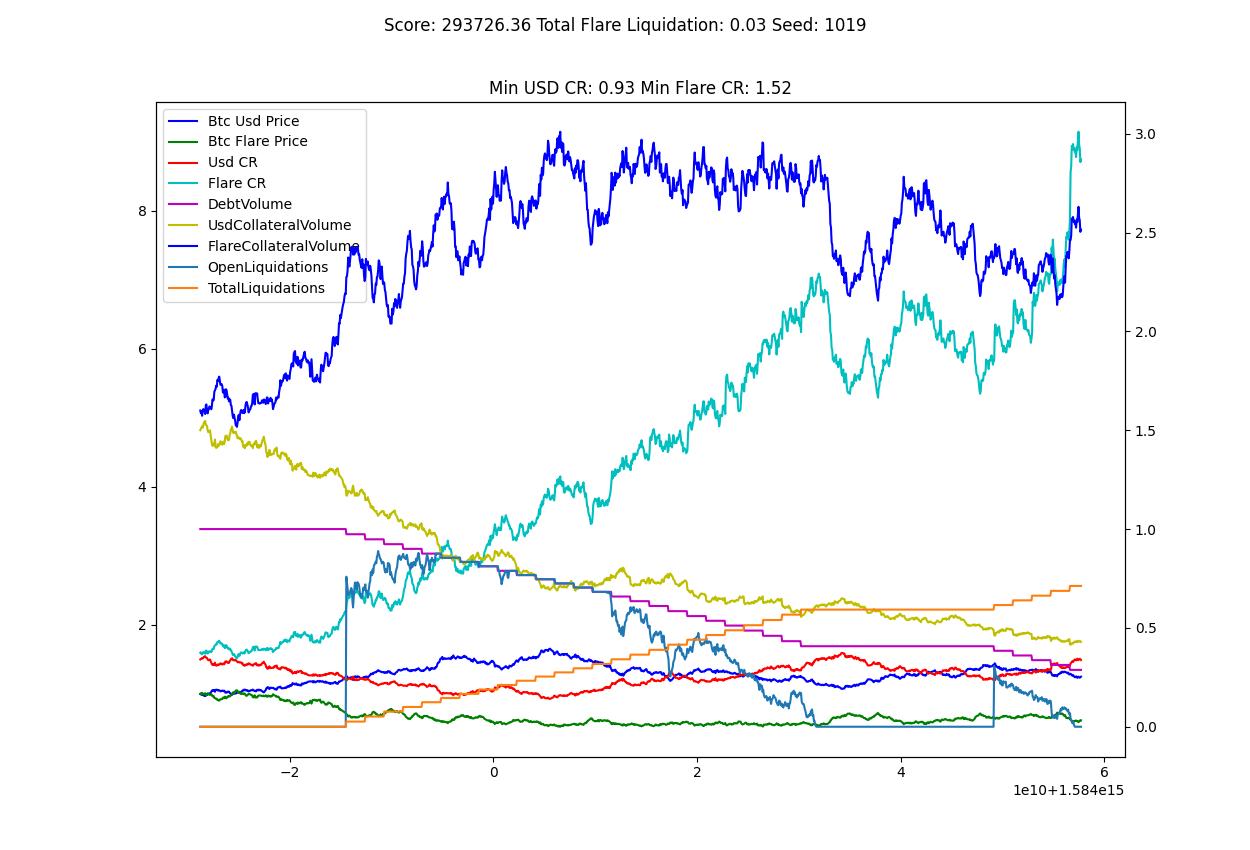 Score: 293726.36 Total Flare Liquidation: 0.03 Seed: 1019
Min USD CR: 0.93 Min Flare CR: 1.52
Btc Usd Price
Btc Flare Price
Usd CR
Flare CR
DebtVolume
UsdCollateralVolume
FlareCollateralVolume
OpenLiquidations
TotalLiquidations
8
6
4
2
3.0
2.5
2.0
1.5
1.0
0.5
0.0
−2
0
2
4
6
1e10+1.584e15